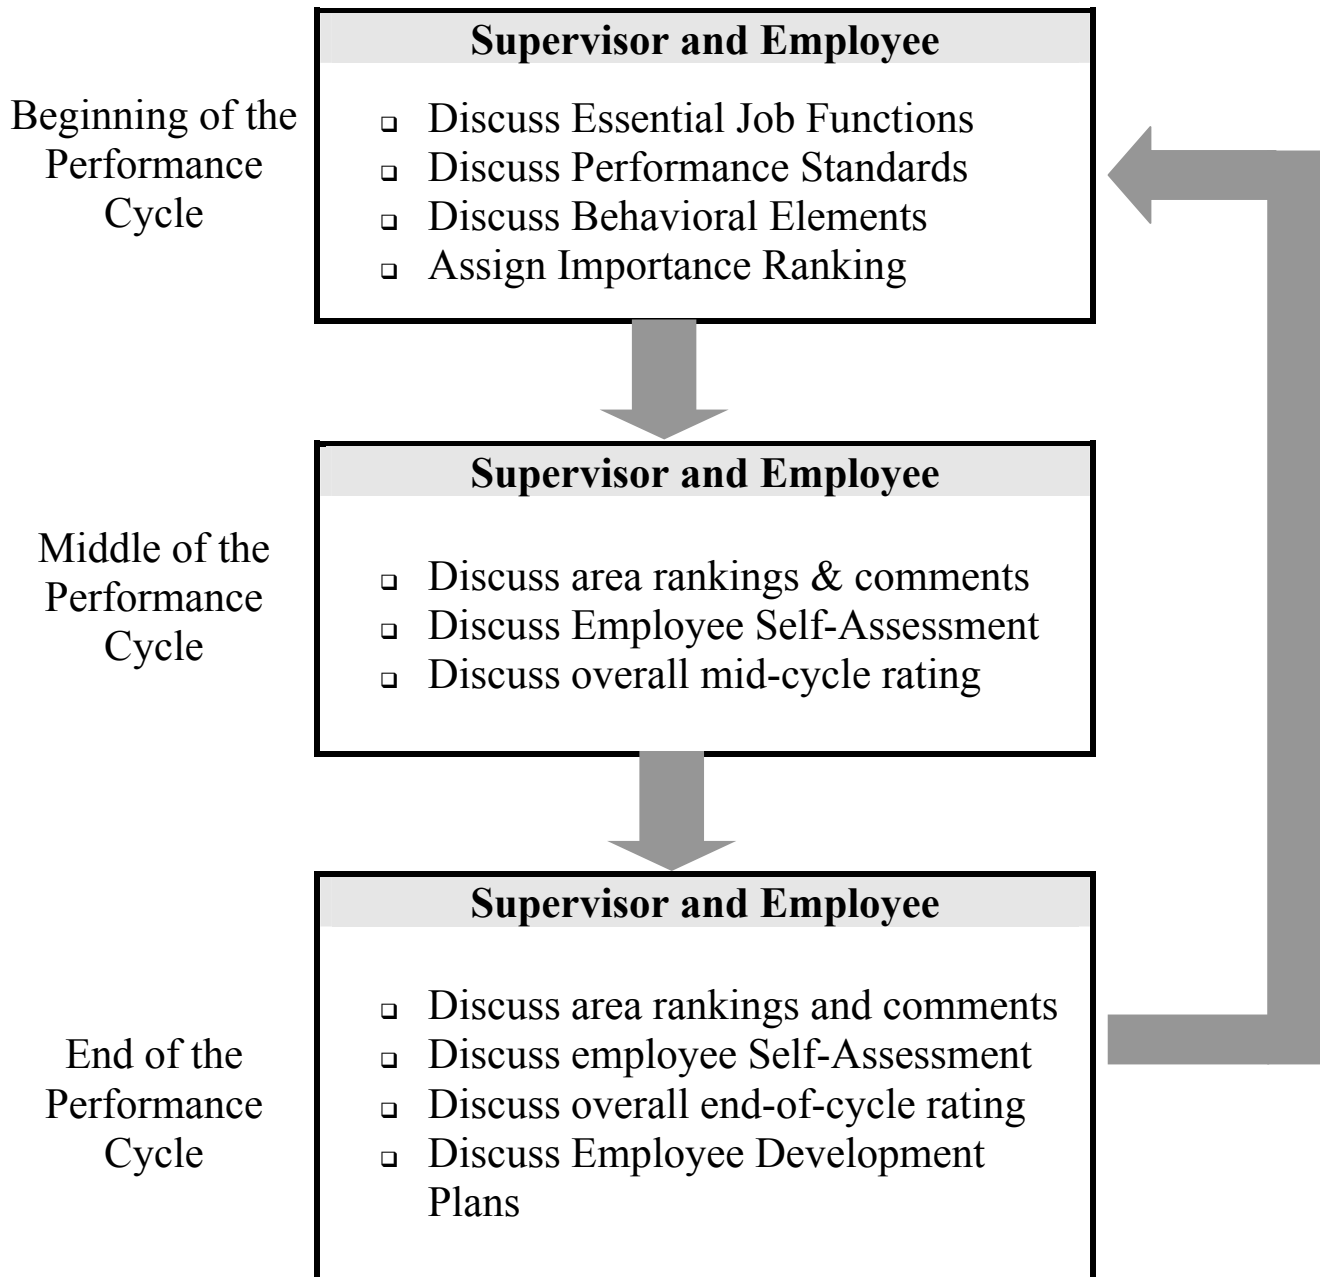 Supervisor and Employee
Beginning of the
Performance
Cycle
❑ Discuss Essential Job Functions
❑ Discuss Performance Standards
❑ Discuss Behavioral Elements
❑ Assign Importance Ranking
Supervisor and Employee
Middle of the
Performance
Cycle
❑ Discuss area rankings & comments
❑ Discuss Employee Self-Assessment
❑ Discuss overall mid-cycle rating
Supervisor and Employee
End of the
Performance
Cycle
❑ Discuss area rankings and comments
❑ Discuss employee Self-Assessment
❑ Discuss overall end-of-cycle rating
❑ Discuss Employee Development
Plans